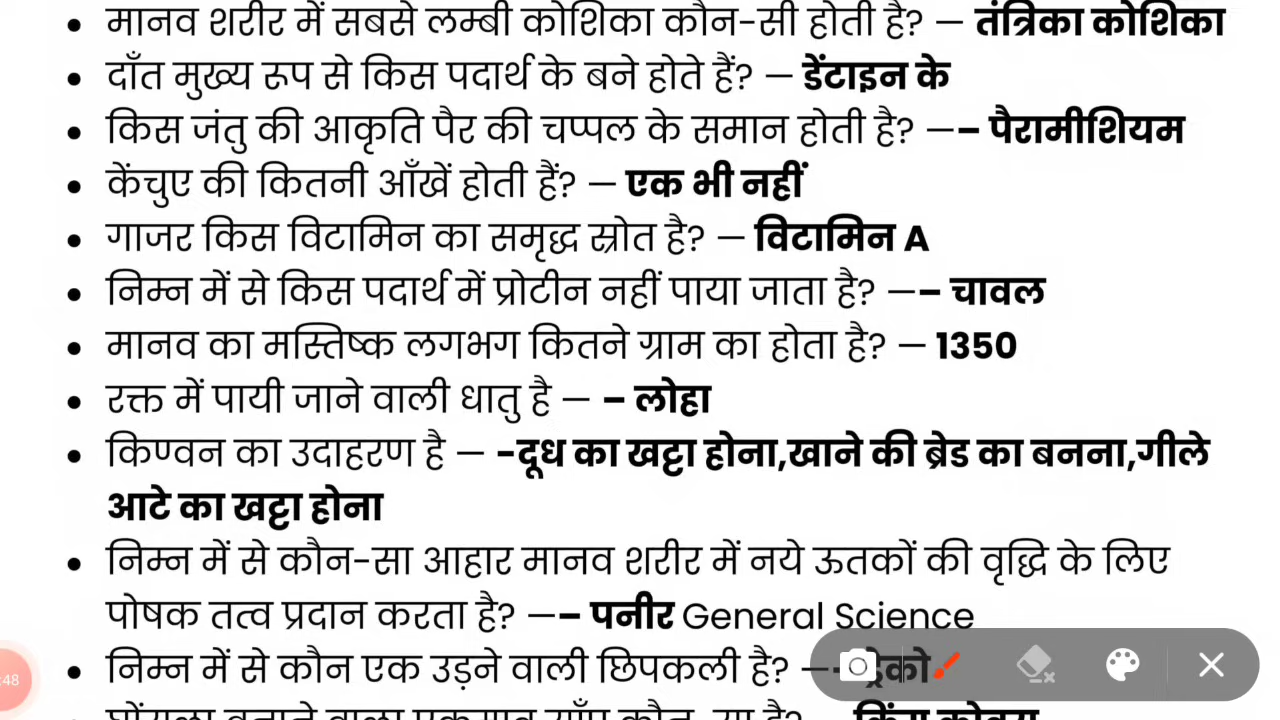 • मानव शरीर में सबसे लम्बी कोशिका कौन-सी होती है? — तंत्रिका कोशिका
• दाँत मुख्य रूप से किस पदार्थ के बने होते हैं? — डेंटाइन के
• किस जंतु की आकृति पैर की चप्पल के समान होती है? —– पैरामीशियम
• केंचुए की कितनी आँखें होती हैं? — एक भी नहीं
• गाजर किस विटामिन का समृद्ध स्रोत है? — विटामिन A
• निम्न में से किस पदार्थ में प्रोटीन नहीं पाया जाता है? —– चावल
• मानव का मस्तिष्क लगभग कितने ग्राम का होता है? — 1350
• रक्त में पायी जाने वाली धातु है — – लोहा
• किण्वन का उदाहरण है — -दूध का खट्टा होना,खाने की ब्रेड का बनना,गीले
आटे का खट्टा होना
• निम्न में से कौन-सा आहार मानव शरीर में नये ऊतकों की वृद्धि के लिए
पोषक तत्व प्रदान करता है? —– पनीर General Science
• निम्न में से कौन एक उड़ने वाली छिपकली है? —– ड्रेको
:48